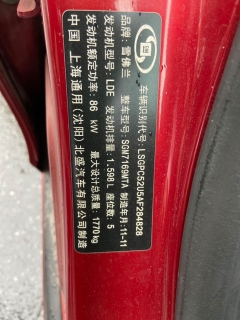 车辆识别代号: LSGPC52U5AF284828
品牌: 雪佛兰 整车型号: SGM7169MTA 制造年月: 11-11
发动机型号: LDE 发动机排量: 1.598L 座位数: 5
发动机额定功率: 86 kW 最大设计总质量: 1770kg
中国 上海通用(沈阳)北盛汽车有限公司制造